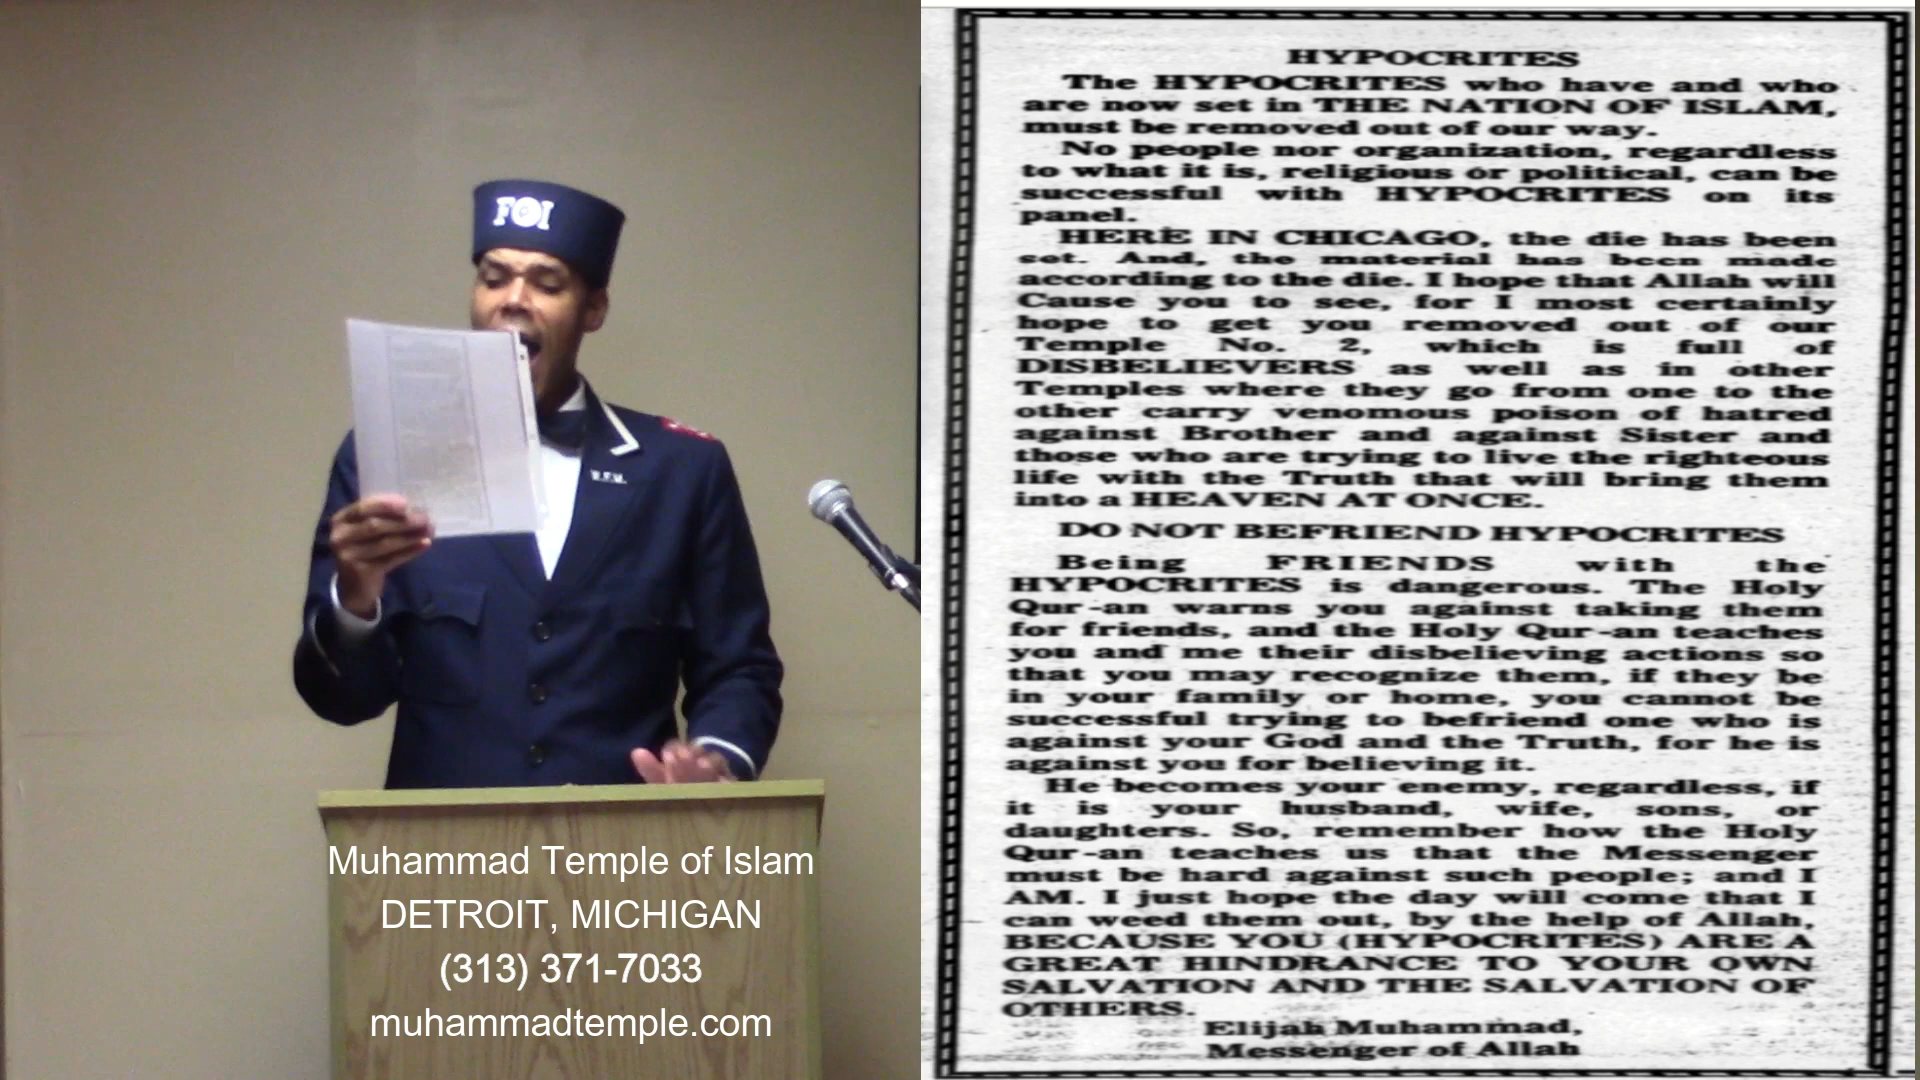 FOI
Muhammad Temple of Islam
DETROIT, MICHIGAN
(313) 371-7033
muhammadtemple.com
HYPOCRITES
The HYPOCRITES who have and who
are now set in THE NATION OF ISLAM,
must be removed out of our way.
No people nor organization, regardless
to what it is, religious or political, can be
successful with HYPOCRITES on its
panel.
HERE IN CHICAGO, the die has been
set. And, the material has been made
according to the die. I hope that Allah will
Cause you to see, for I most certainly
hope to get you removed out of our
Temple No. 2, which is full of
DISBELIEVERS as well as in other
Temples where they go from one to the
other carry venomous poison of hatred
against Brother and against Sister and
those who are trying to live the righteous
life with the Truth that will bring them
into a HEAVEN AT ONCE.
DO NOT BEFRIEND HYPOCRITES
Being FRIENDS with the
HYPOCRITES is dangerous. The Holy
Qur-an warns you against taking them
for friends, and the Holy Qur-an teaches
you and me their disbelieving actions so
that you may recognize them, if they be
in your family or home, you cannot be
successful trying to befriend one who is
against your God and the Truth, for he is
against you for believing it.
He becomes your enemy, regardless, if
it is your husband, wife, sons, or
daughters. So, remember how the Holy
Qur-an teaches us that the Messenger
must be hard against such people; and I
AM. I just hope the day will come that I
can weed them out, by the help of Allah,
BECAUSE YOU (HYPOCRITES) ARE A
GREAT HINDRANCE TO YOUR OWN
SALVATION AND THE SALVATION OF
OTHERS.
Elijah Muhammad,
Messenger of Allah